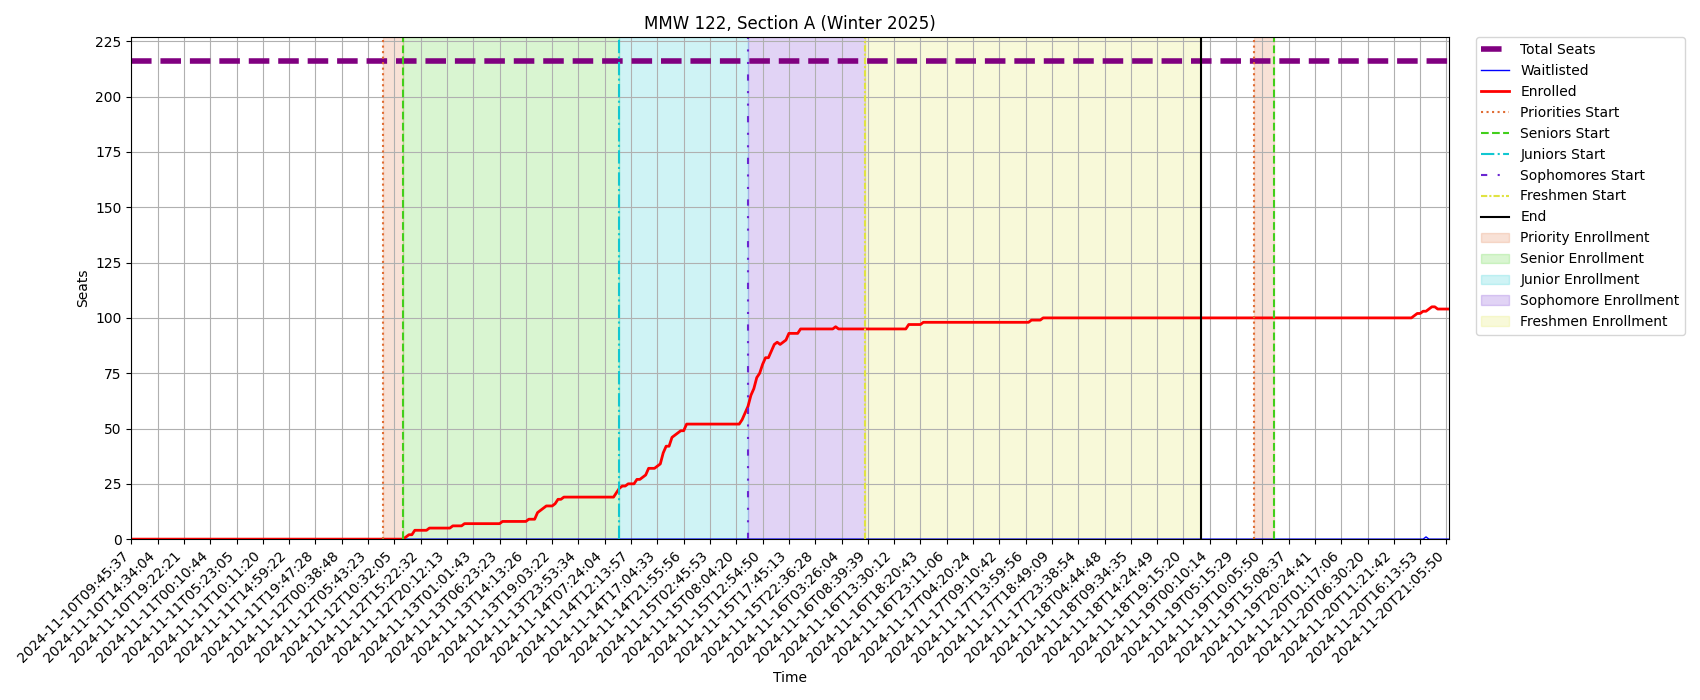 MMW 122, Section A (Winter 2025)
225
200
175
150
125
100
75
50
25
0
Seats
2024-11-10T09:45:37
2024-11-10T14:34:04
2024-11-10T19:22:21
2024-11-11T00:10:44
2024-11-11T05:23:05
2024-11-11T10:11:20
2024-11-11T14:59:22
2024-11-11T19:47:28
2024-11-12T00:38:48
2024-11-12T05:43:23
2024-11-12T10:32:05
2024-11-12T15:22:32
2024-11-12T20:12:13
2024-11-13T01:01:43
2024-11-13T06:23:23
2024-11-13T14:13:26
2024-11-13T19:03:22
2024-11-13T23:53:34
2024-11-14T07:24:04
2024-11-14T12:13:57
2024-11-14T17:04:33
2024-11-14T21:55:56
2024-11-15T02:45:53
2024-11-15T08:04:20
2024-11-15T12:54:50
2024-11-15T17:45:13
2024-11-15T22:36:28
2024-11-16T03:26:04
2024-11-16T08:39:39
2024-11-16T13:30:12
2024-11-16T18:20:43
2024-11-16T23:11:06
2024-11-17T04:20:24
2024-11-17T09:10:42
2024-11-17T13:59:56
2024-11-17T18:49:09
2024-11-17T23:38:54
2024-11-18T04:44:48
2024-11-18T09:34:35
2024-11-18T14:24:49
2024-11-18T19:15:20
2024-11-19T00:10:14
2024-11-19T05:15:29
2024-11-19T10:05:50
2024-11-19T15:08:37
2024-11-19T20:24:41
2024-11-20T01:17:06
2024-11-20T06:30:20
2024-11-20T11:21:42
2024-11-20T16:13:53
2024-11-20T21:05:50
Time
Total Seats
Waitlisted
Enrolled
Priorities Start
Seniors Start
Juniors Start
Sophomores Start
Freshmen Start
End
Priority Enrollment
Senior Enrollment
Junior Enrollment
Sophomore Enrollment
Freshmen Enrollment